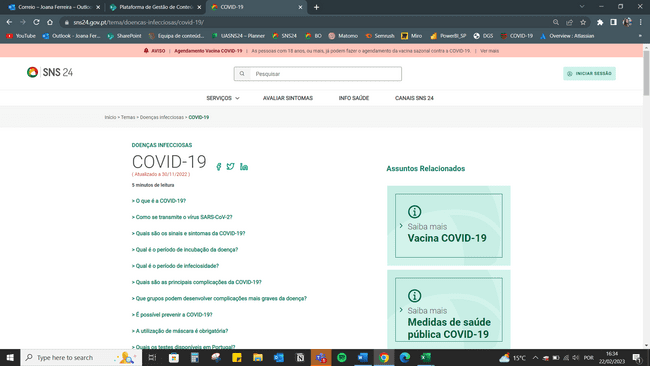 Correio – Joana Ferreira – Outloo
Plataforma de Gestão de Conteú
COVID-19
sns24.gov.pt/tema/doencas-infecciosas/covid-19/
YouTube
Outlook - Joana Fer...
SharePoint
Equipa de conteúd...
UASNS24 – Planner
SNS24
BO
Matomo
Semrush
Miro
PowerBI_SP
DGS
COVID-19
Overview : Atlassian
AVISO | Agendamento Vacina COVID-19 | As pessoas com 18 anos, ou mais, já podem fazer o agendamento da vacina sazonal contra a COVID-19. | Ver mais
SNS 24
Pesquisar
INICIAR SESSÃO
SERVIÇOS
AVALIAR SINTOMAS
INFO SAÚDE
CANAIS SNS 24
Início > Temas > Doenças infecciosas > COVID-19
DOENÇAS INFECCIOSAS
COVID-19
( Atualizado a 30/11/2022 )
5 minutos de leitura
> O que é a COVID-19?
> Como se transmite o vírus SARS-CoV-2?
> Quais são os sinais e sintomas da COVID-19?
> Qual é o período de incubação da doença?
> Qual é o período de infeciosidade?
> Quais são as principais complicações da COVID-19?
> Que grupos podem desenvolver complicações mais graves da doença?
> É possível prevenir a COVID-19?
> A utilização de máscara é obrigatória?
> Quais os testes disponíveis em Portugal?
Assuntos Relacionados
Saiba mais
Vacina COVID-19
Saiba mais
Medidas de saúde
pública COVID-19
Type here to search
15°C
POR
16:34
22/02/2023